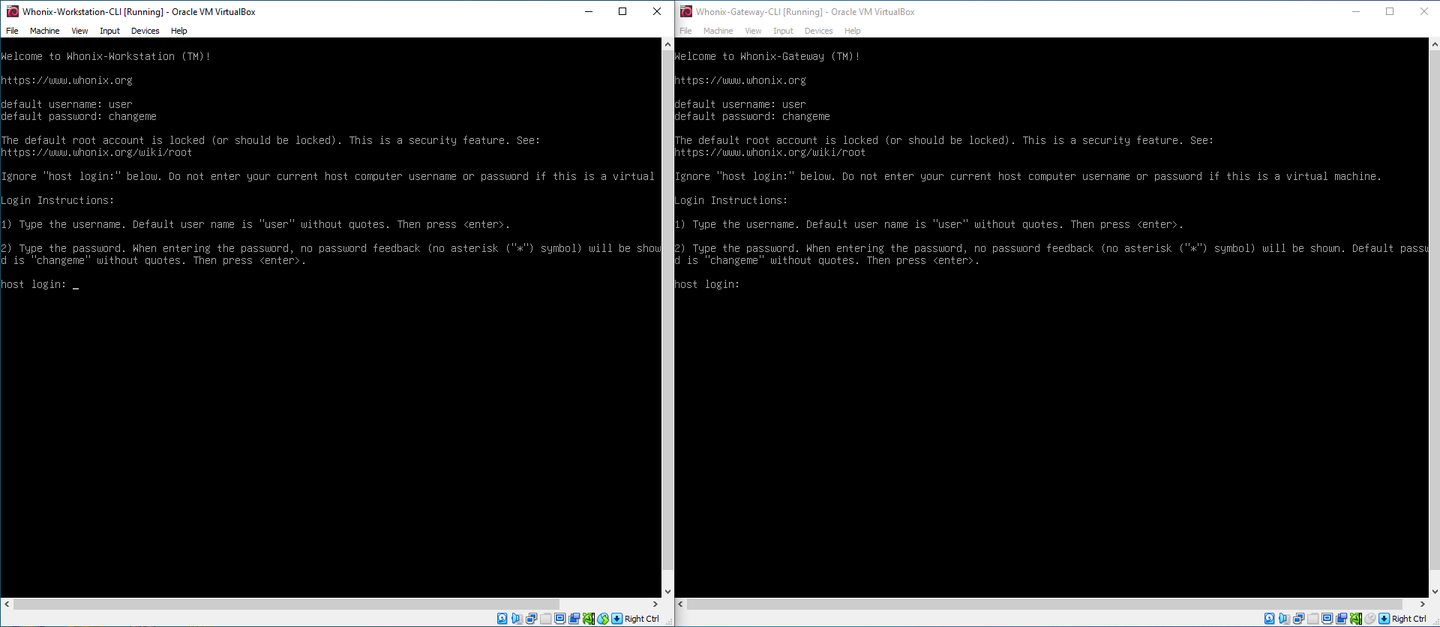 Whonix-Workstation-CLI [Running] - Oracle VM VirtualBox
File Machine View Input Devices Help
Welcome to Whonix-Workstation (TM)!
https://www.whonix.org
default username: user
default password: changeme
The default root account is locked (or should be locked). This is a security feature. See:
https://www.whonix.org/wiki/root
Ignore "host login:" below. Do not enter your current host computer username or password if this is a virtual
Login Instructions:
1) Type the username. Default user name is "user" without quotes. Then press <enter>.
2) Type the password. When entering the password, no password feedback (no asterisk ("*") symbol) will be show
d is "changeme" without quotes. Then press <enter>.
host login: _
Right Ctrl
Whonix-Gateway-CLI [Running] - Oracle VM VirtualBox
File Machine View Input Devices Help
Welcome to Whonix-Gateway (TM)!
https://www.whonix.org
default username: user
default password: changeme
The default root account is locked (or should be locked). This is a security feature. See:
https://www.whonix.org/wiki/root
Ignore "host login:" below. Do not enter your current host computer username or password if this is a virtual machine.
Login Instructions:
1) Type the username. Default user name is "user" without quotes. Then press <enter>.
2) Type the password. When entering the password, no password feedback (no asterisk ("*") symbol) will be shown. Default passw
d is "changeme" without quotes. Then press <enter>.
host login:
Right Ctrl